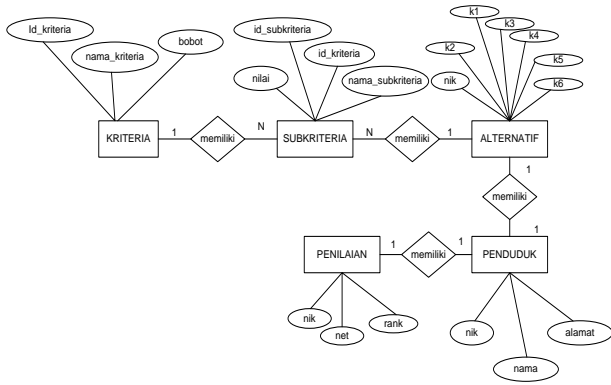 Id_kriteria
nama_kriteria
bobot
id_subkriteria
id_kriteria
nilai
nama_subkriteria
k1
k3
k4
k2
k5
nik
k6
KRITERIA
1
memiliki
N
SUBKRITERIA
N
memiliki
1
ALTERNATIF
1
memiliki
1
PENILAIAN
1
memiliki
1
PENDUDUK
nik
net
rank
nik
nama
alamat